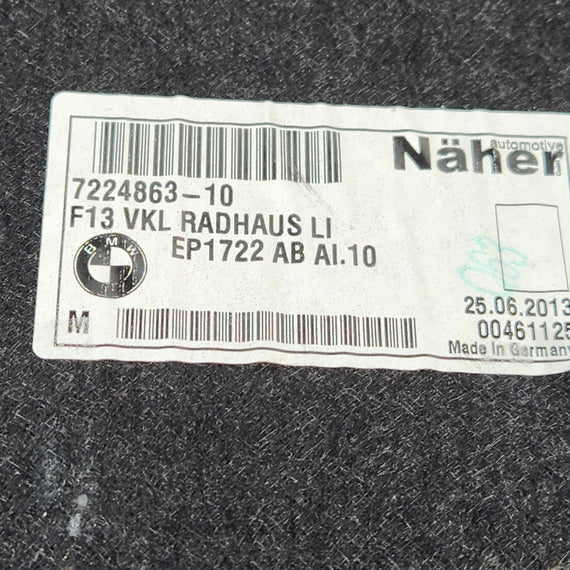 Näher automotive
7224863-10
F13 VKL RADHAUS LI
EP1722 AB AI.10
BMW
063
25.06.2013
M
00461125
Made In Germany